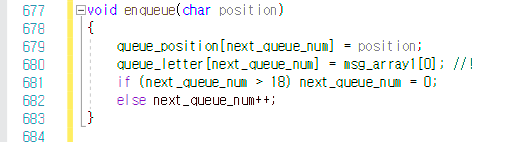 677 void enqueue(char position)
678 {
679 queue_position[next_queue_num] = position;
680 queue_letter[next_queue_num] = msg_array1[0]; //!
681 if (next_queue_num > 18) next_queue_num = 0;
682 else next_queue_num++;
683 }
684